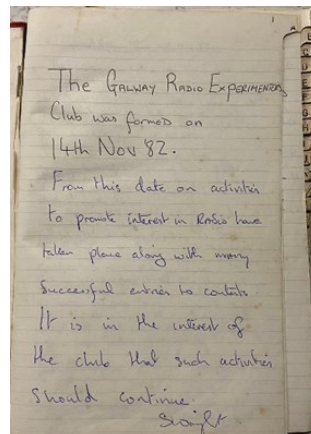 The Galway Radio Experimenters
Club was formed on
14th Nov 82.
From this date on activities
to promote interest in Radio have
taken place along with many
successful entries to contests
It is in the interest of
the club that such activities
should continue.